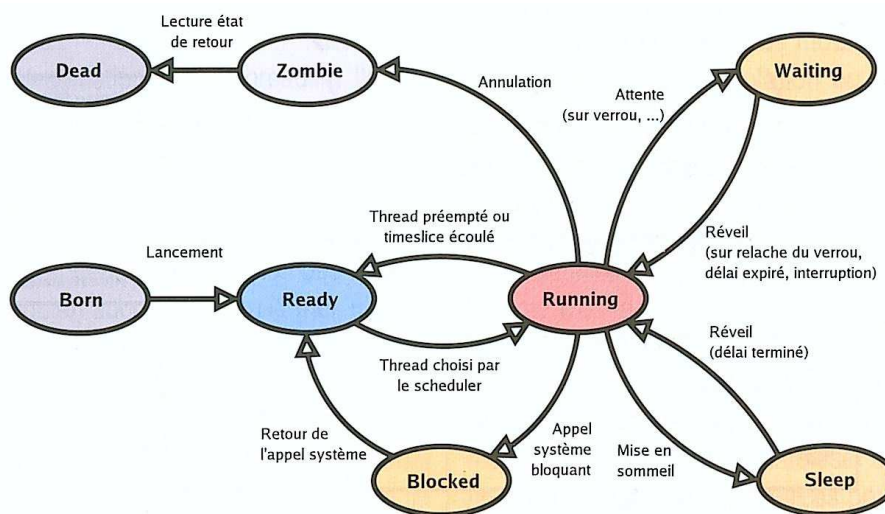 Lecture état
de retour
Dead
Zombie
Annulation
Attente
(sur verrou, ...)
Waiting
Thread préempté ou
timeslice écoulé
Réveil
(sur relache du verrou,
délai expiré, interruption)
Lancement
Born
Ready
Running
Thread choisi par
le scheduler
Réveil
(délai terminé)
Retour de
l'appel système
Blocked
Appel
système
bloquant
Mise en
sommeil
Sleep